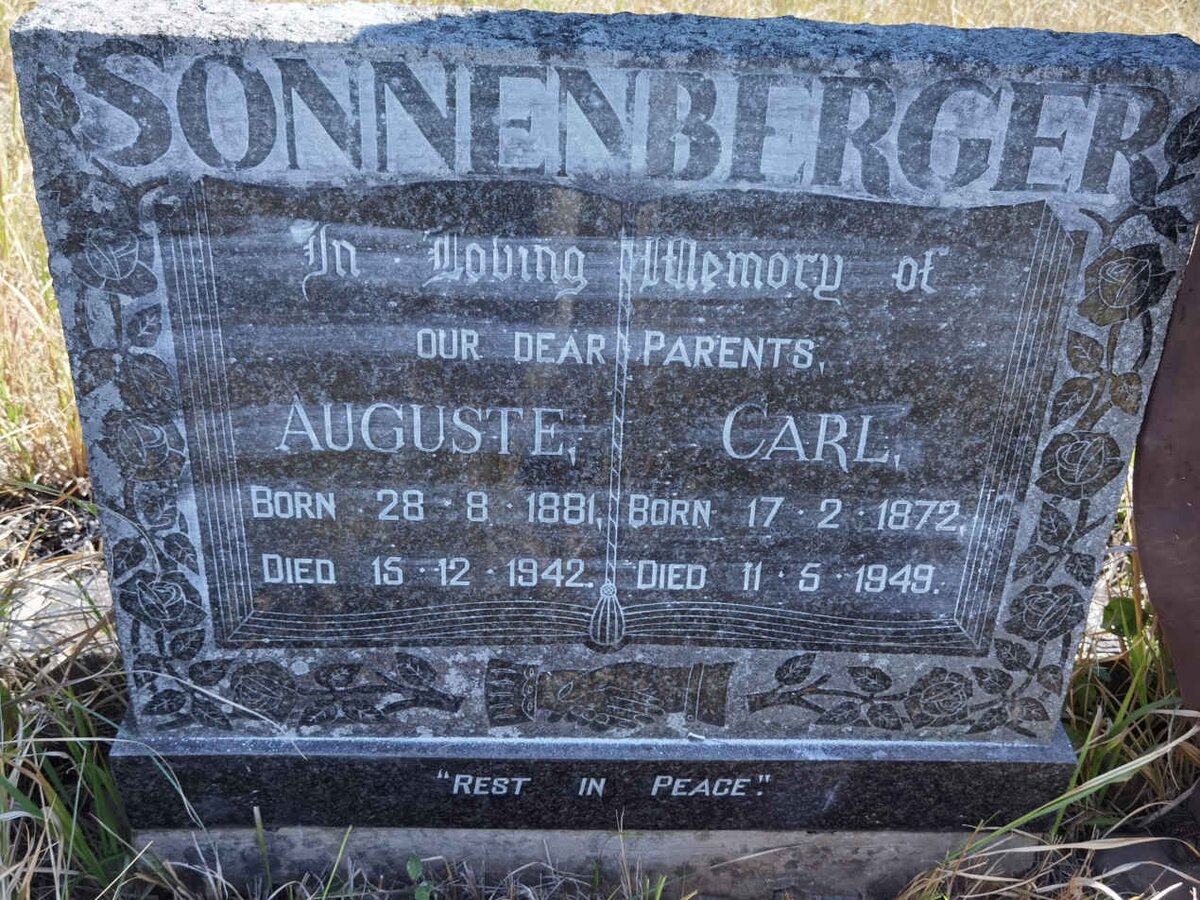 SONNENBERGER
In Loving Memory of
OUR DEAR PARENTS,
AUGUSTE, CARL,
BORN 28·8·1881, BORN 17·2·1872.
DIED 15·12·1942. DIED 11·5·1949.
"REST IN PEACE".